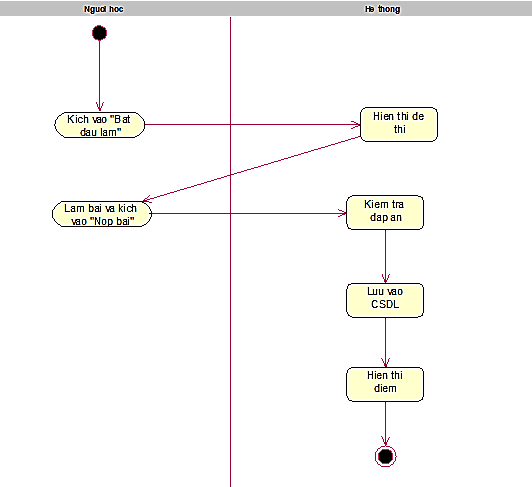 Nguoi hoc
He thong
Kich vao "Bat
dau lam"
Hien thi de
thi
Lam bai va kich
vao "Nop bai"
Kiem tra
dap an
Luu vao
CSDL
Hien thi
diem